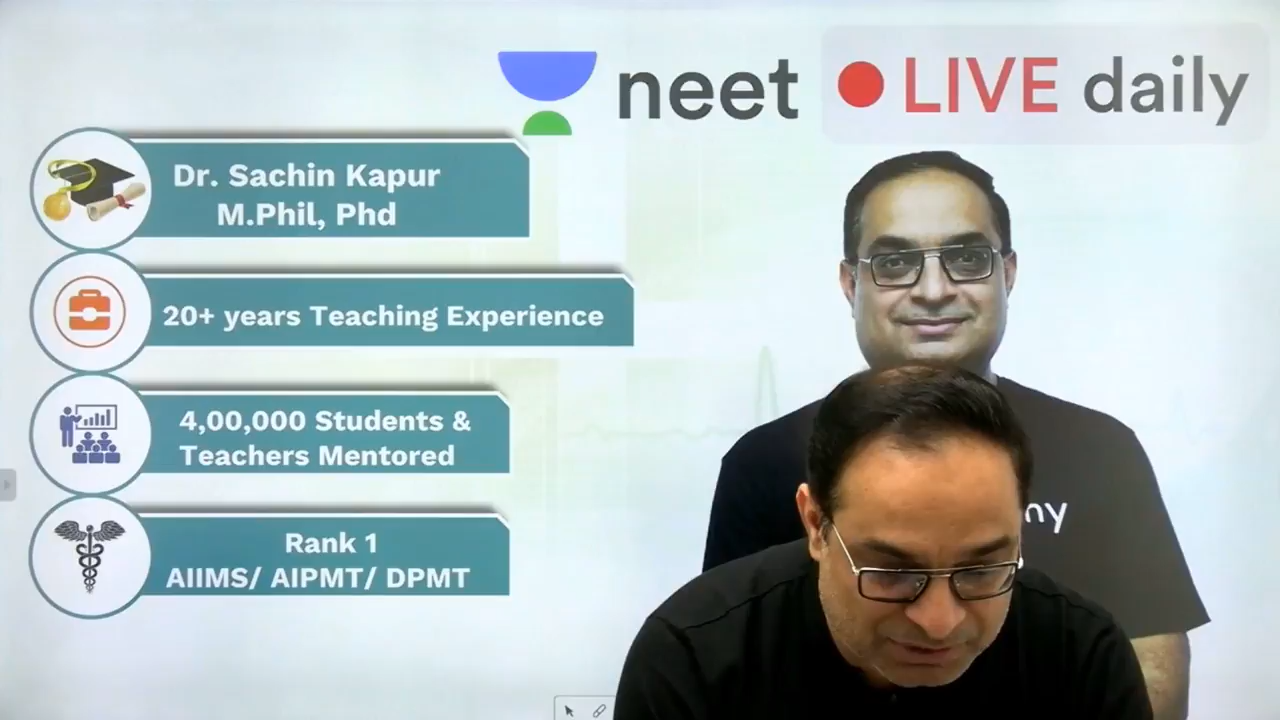 neet LIVE daily
Dr. Sachin Kapur
M.Phil, Phd
20+ years Teaching Experience
4,00,000 Students &
Teachers Mentored
Rank 1
AIIMS/ AIPMT/ DPMT